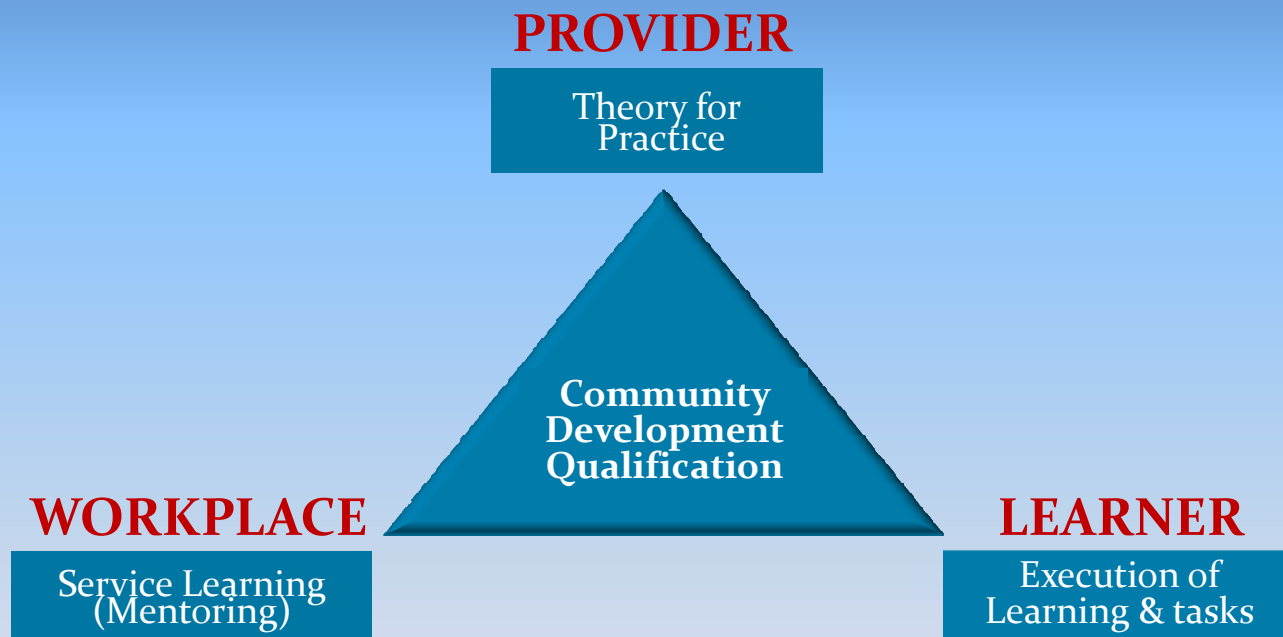 PROVIDER
Theory for
Practice
Community
Development
Qualification
WORKPLACE
Service Learning
(Mentoring)
LEARNER
Execution of
Learning & tasks